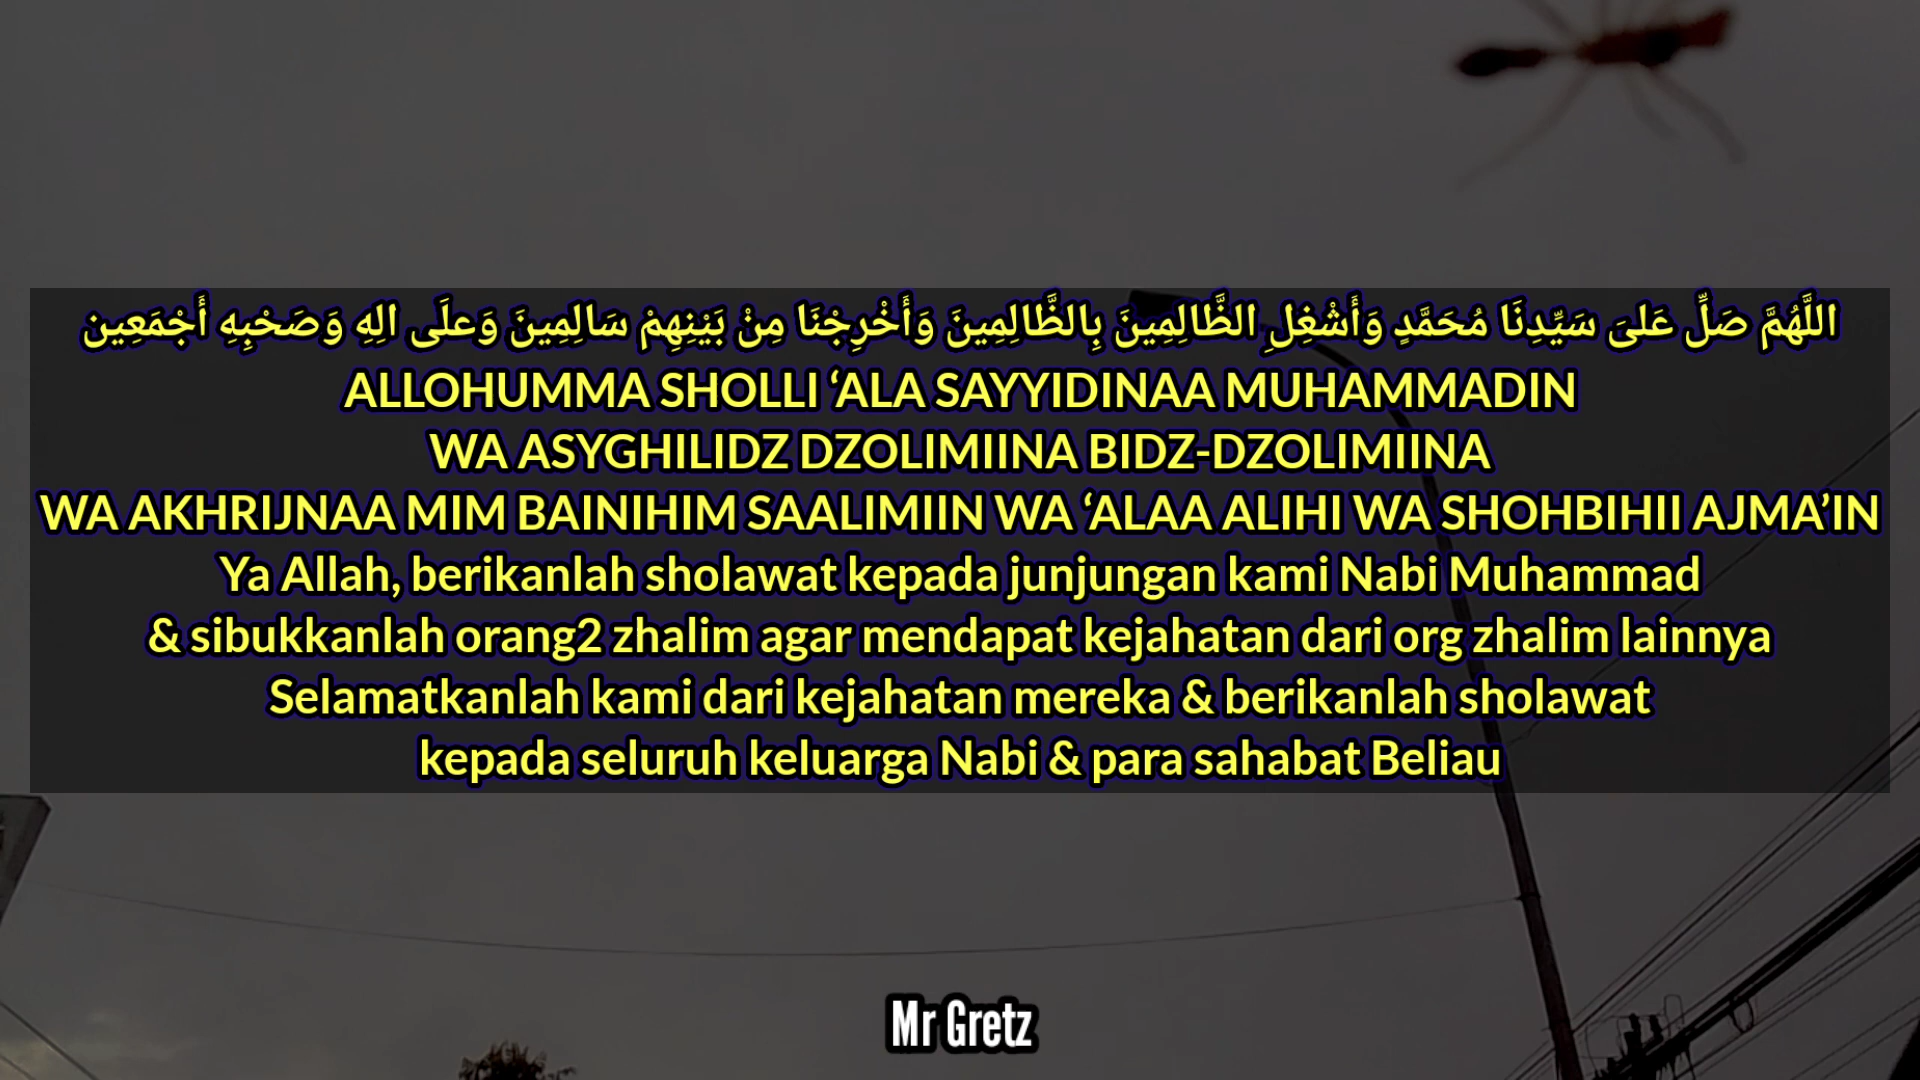 اللَّهُمَّ صَلِّ عَلىَ سَيِّدِنَا مُحَمَّدٍ وَأَشْغِلِ الظَّالِمِينَ بِالظَّالِمِينَ وَأَخْرِجْنَا مِنْ بَيْنِهِمْ سَالِمِينَ وَعلَى الِهِ وَصَحْبِهِ أَجْمَعِين
ALLOHUMMA SHOLLI ‘ALA SAYYIDINAA MUHAMMADIN
WA ASYGHILIDZ DZOLIMIINA BIDZ-DZOLIMIINA
WA AKHRIJNAA MIM BAINIHIM SAALIMIIN WA ‘ALAA ALIHI WA SHOHBIHII AJMA’IN
Ya Allah, berikanlah sholawat kepada junjungan kami Nabi Muhammad
& sibukkanlah orang2 zhalim agar mendapat kejahatan dari org zhalim lainnya
Selamatkanlah kami dari kejahatan mereka & berikanlah sholawat
kepada seluruh keluarga Nabi & para sahabat Beliau
Mr Gretz